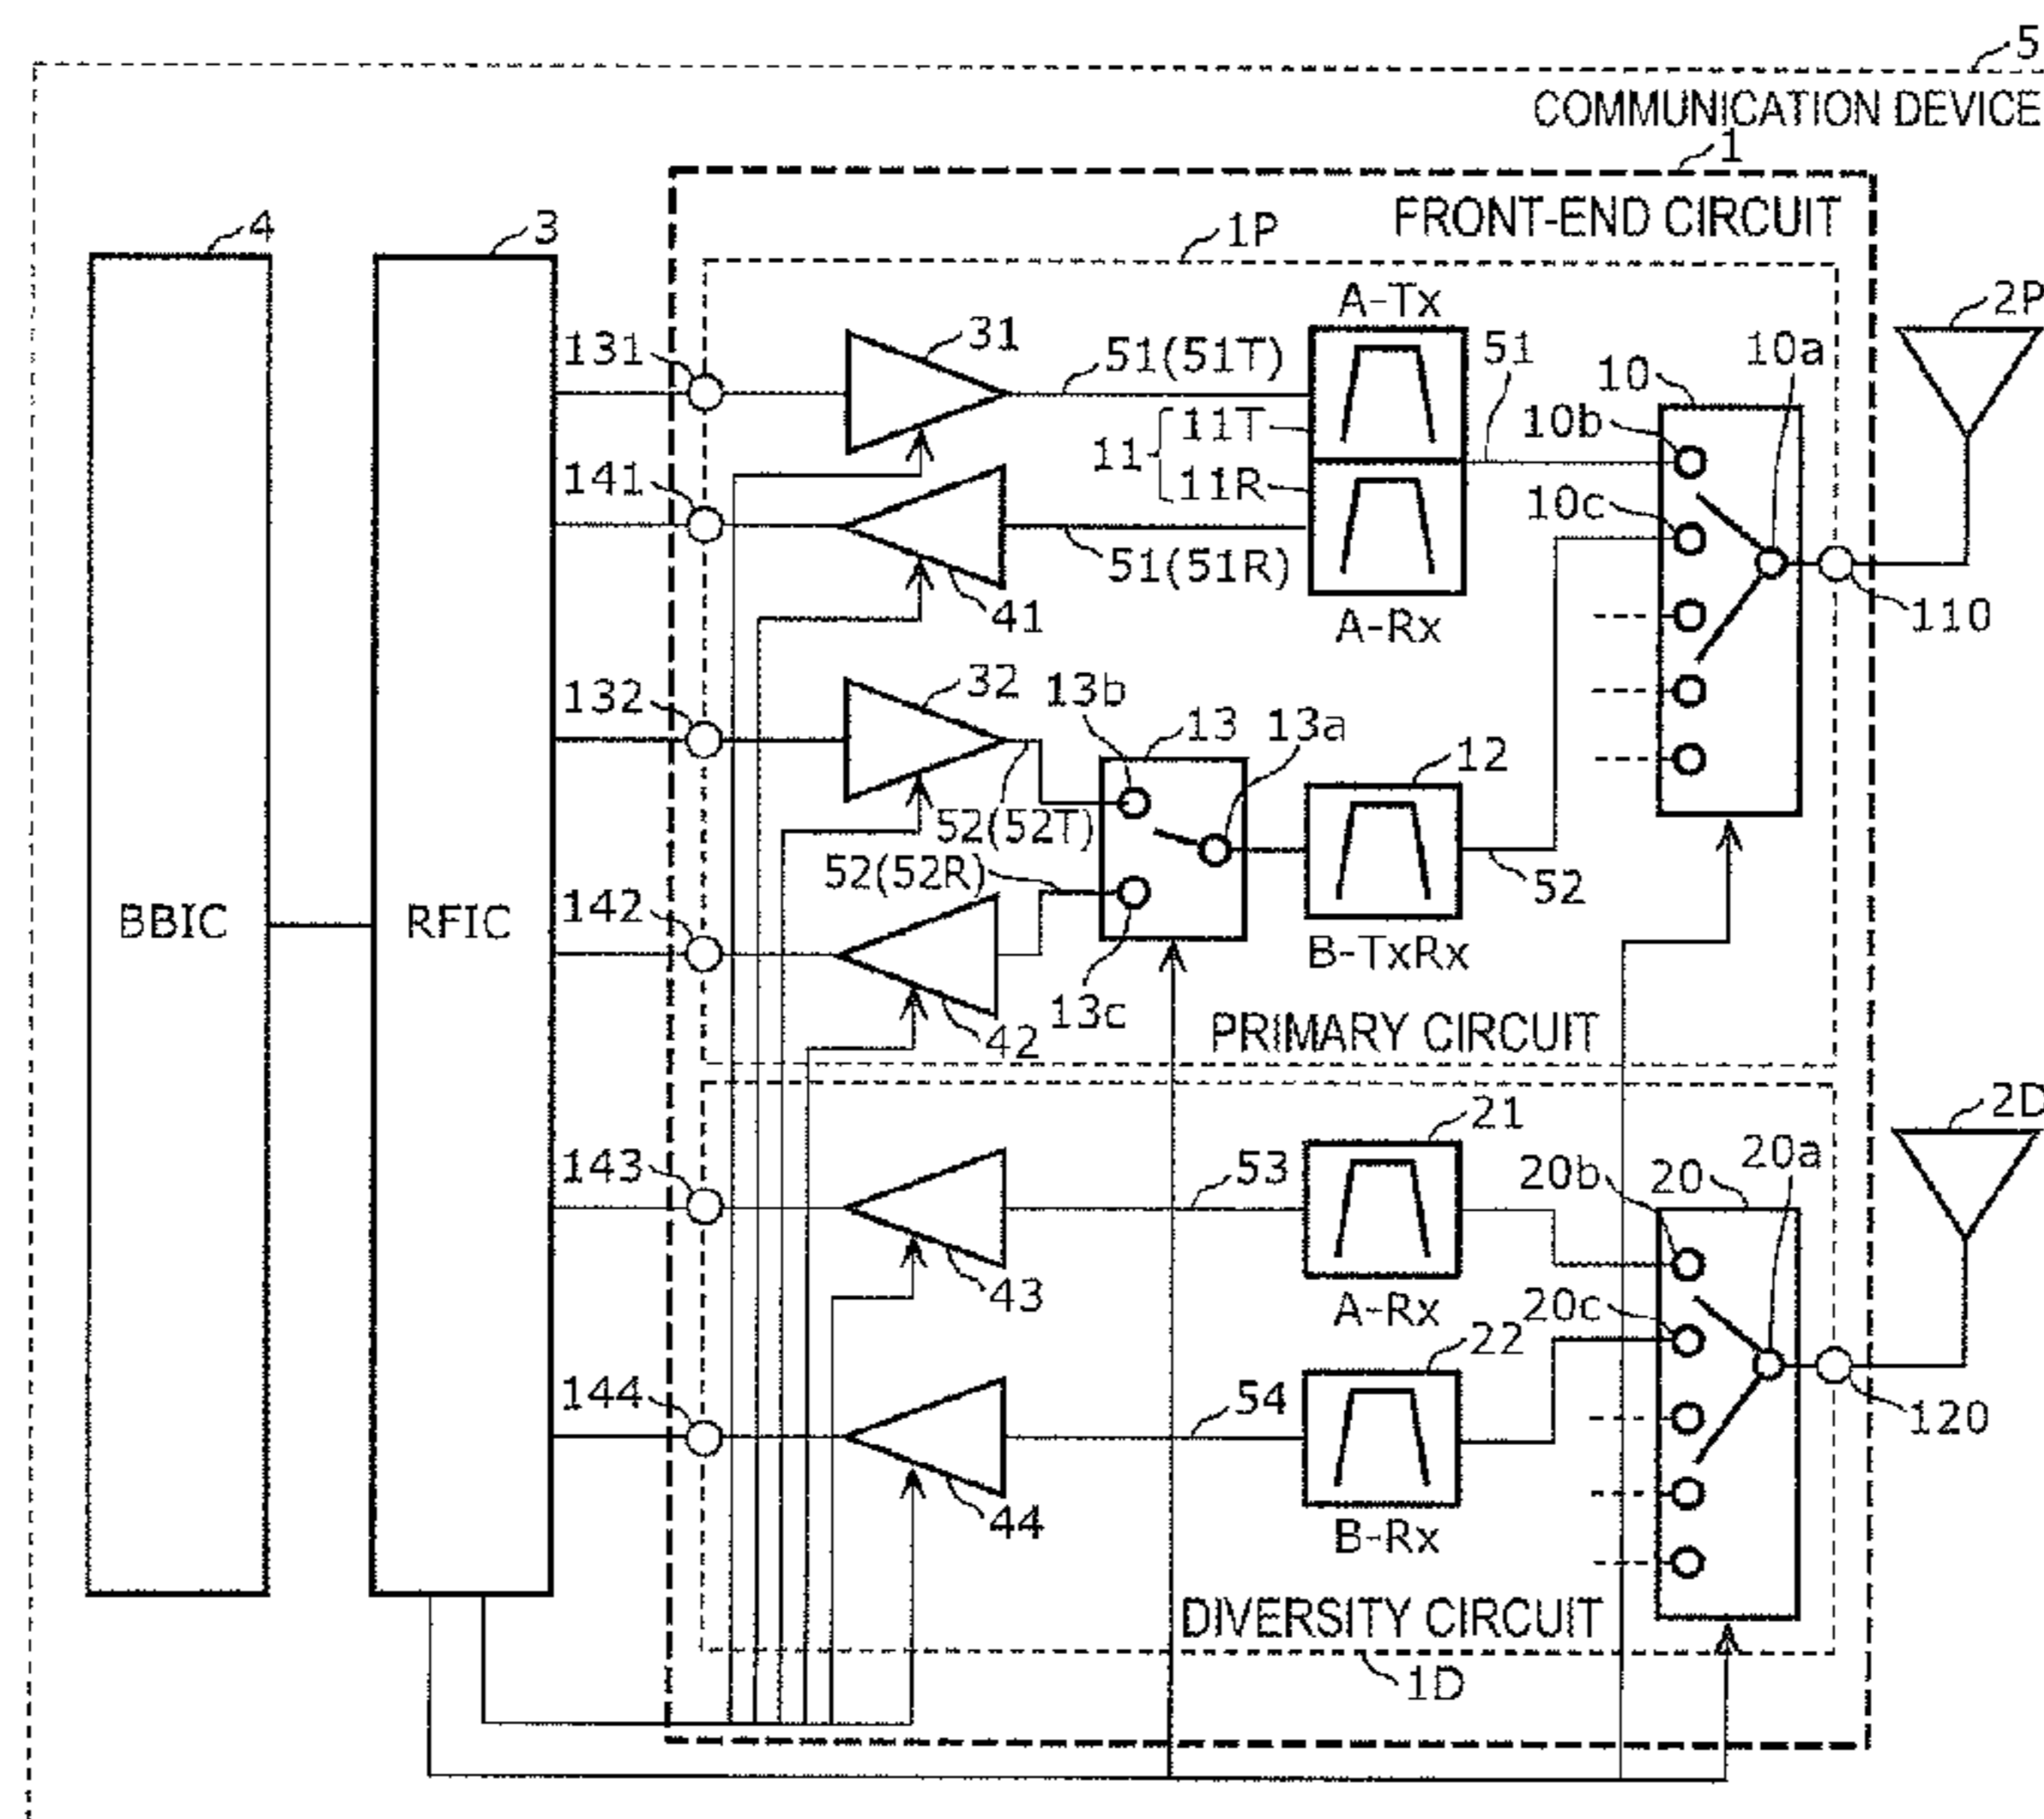 5
COMMUNICATION DEVICE
1
FRONT-END CIRCUIT
4
3
1P
A-Tx
2P
131
31
51(51T)
51
10
10a
11
11T
11R
10b
141
10c
41
51(51R)
A-Rx
110
132
32
13b
13
13a
12
52(52T)
52(52R)
52
BBIC
RFIC
142
B-TxRx
13c
42
PRIMARY CIRCUIT
21
2D
143
53
20b
20
20a
43
A-Rx
20c
22
144
54
120
44
B-Rx
DIVERSITY CIRCUIT
1D